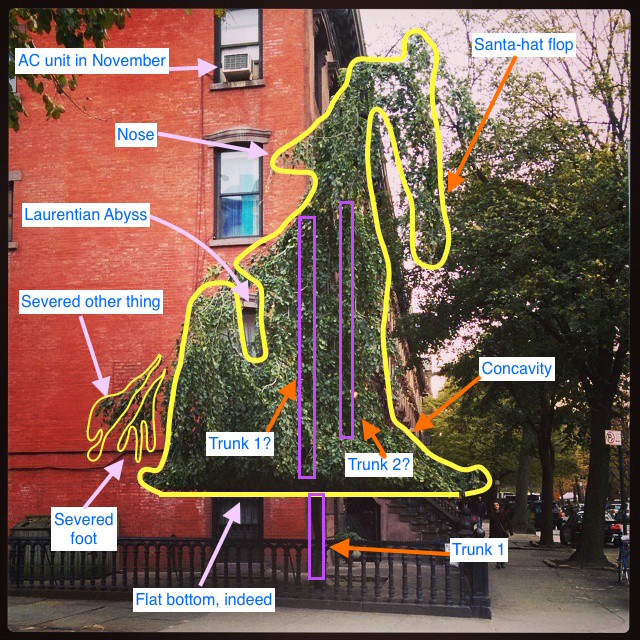 Santa-hat flop
AC unit in November
Nose
Laurentian Abyss
Severed other thing
Concavity
Trunk 1?
Trunk 2?
Severed
foot
Trunk 1
Flat bottom, indeed